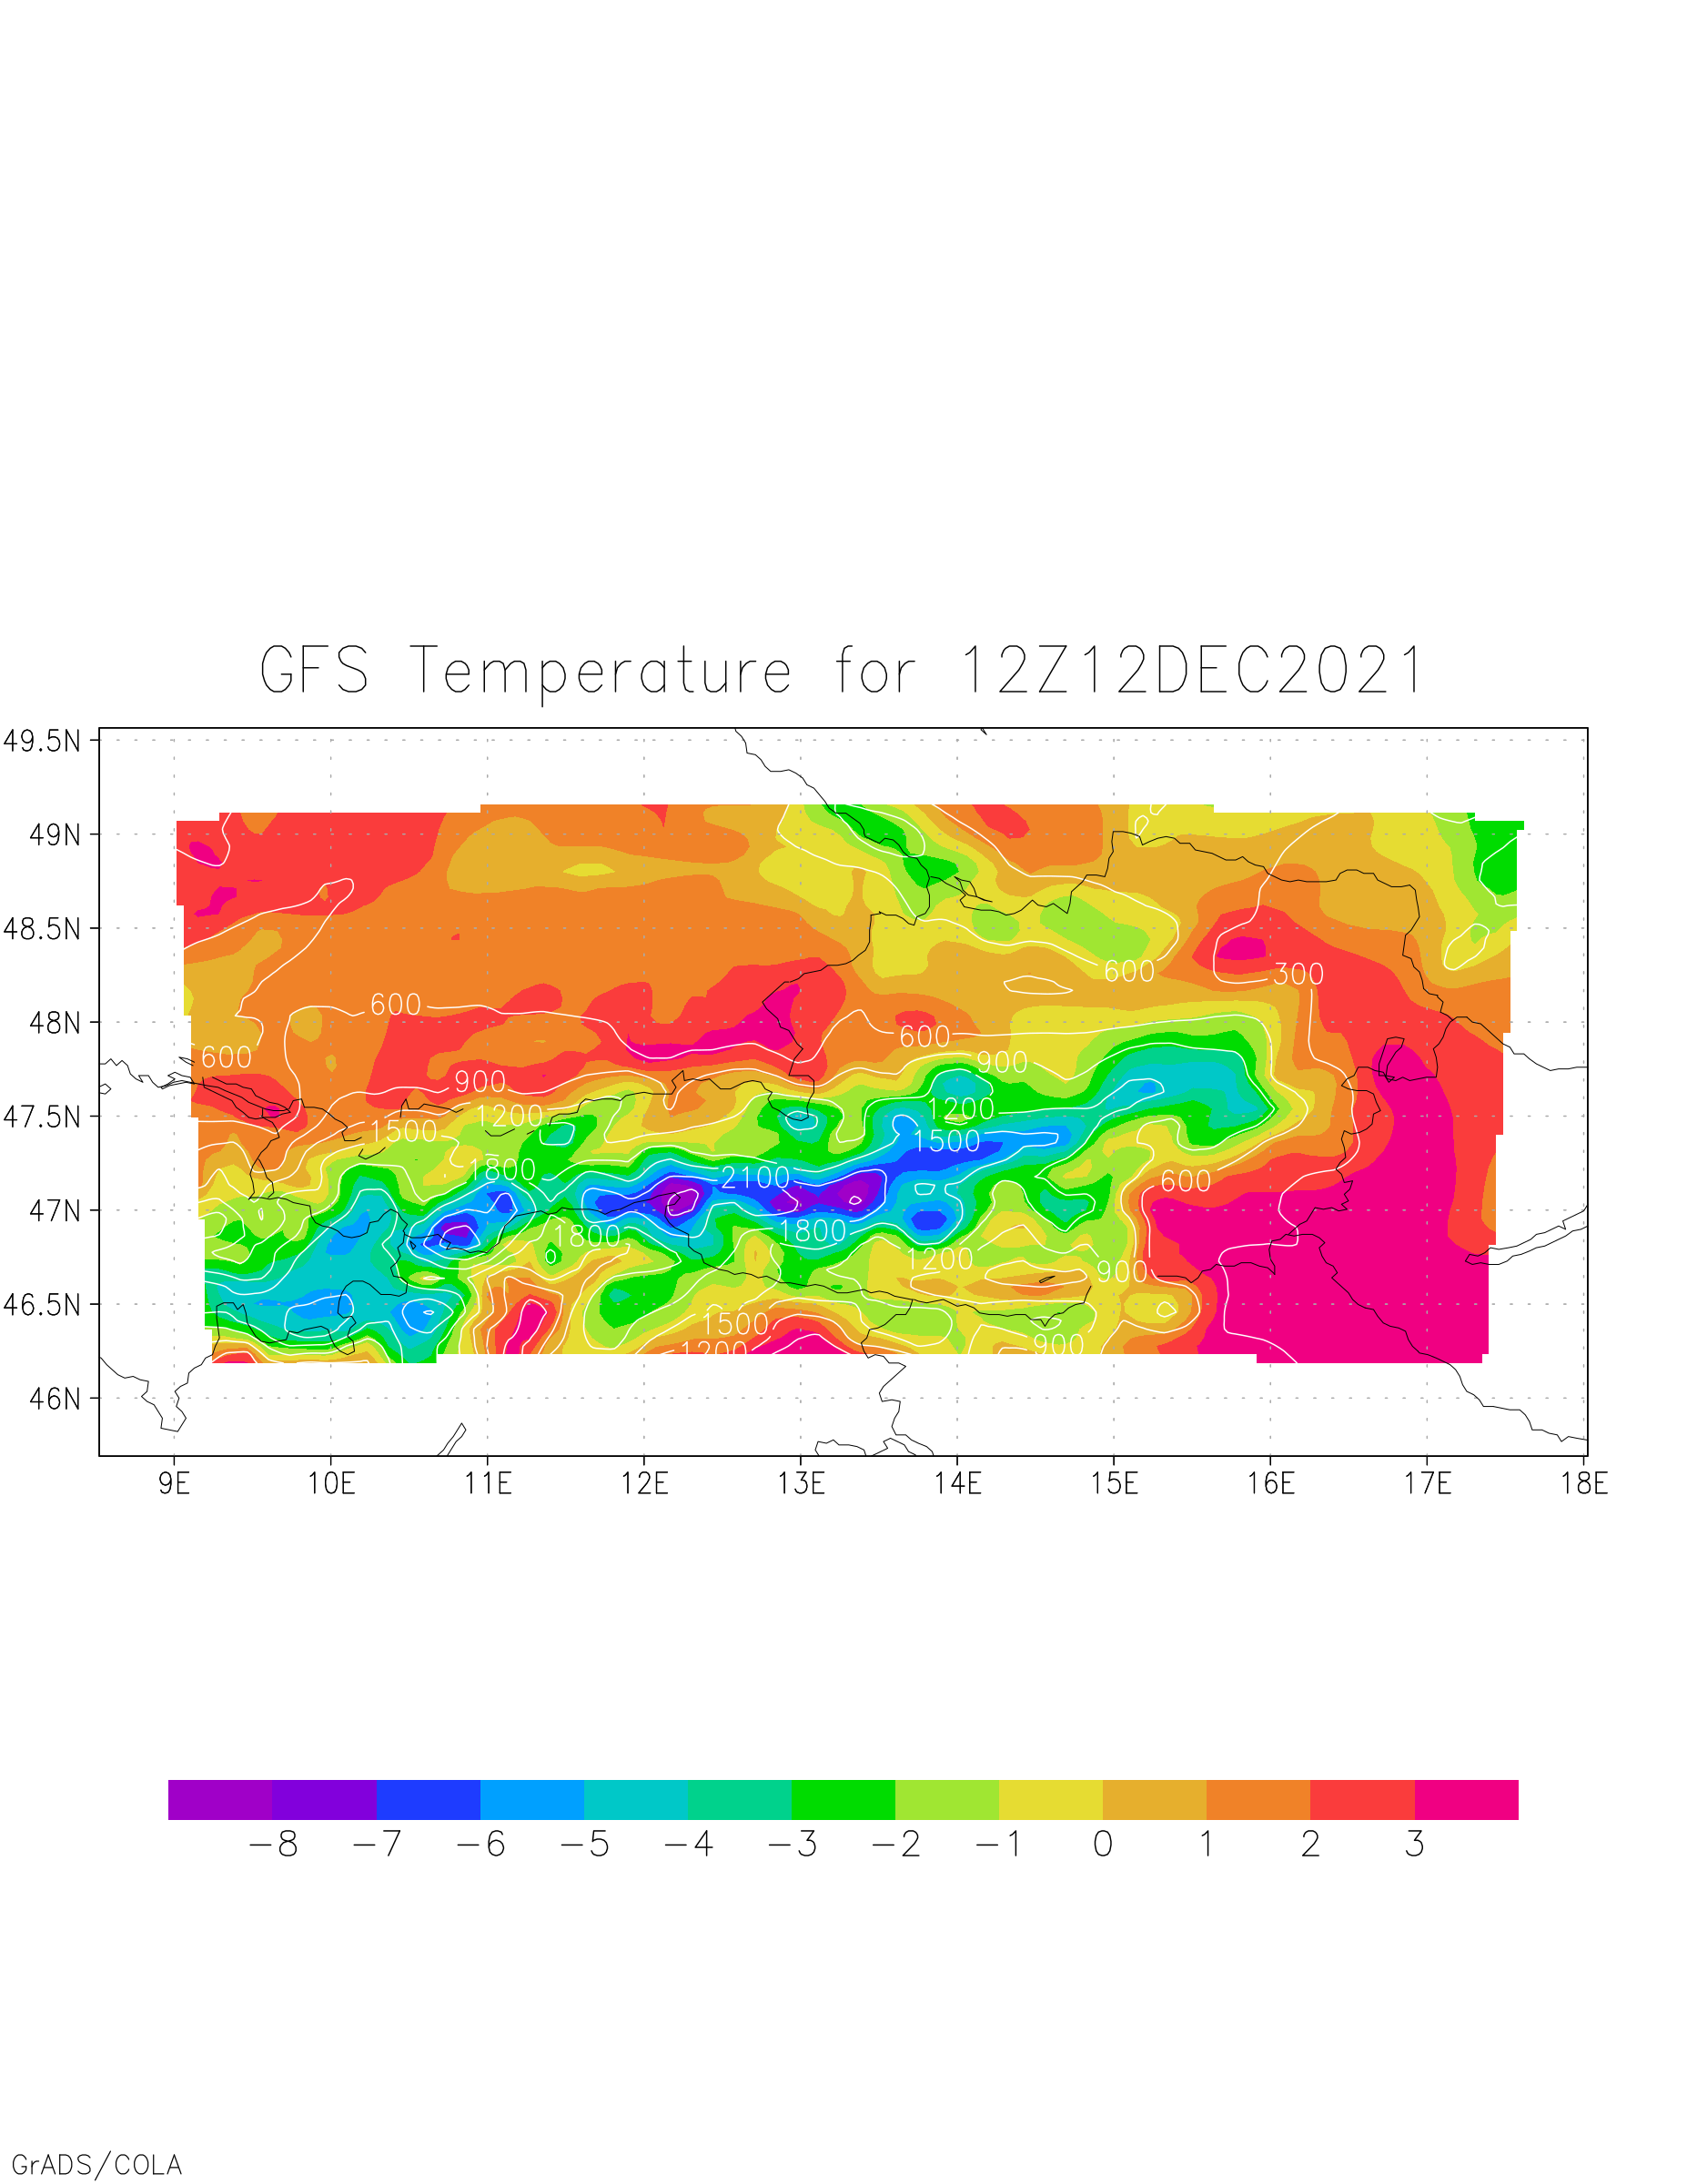 GFS Temperature for 12Z12DEC2021
49.5N
49N
48.5N
48N
47.5N
47N
46.5N
46N
9E 10E 11E 12E 13E 14E 15E 16E 17E 18E
600 300
600
600 600
900 900
1200 1200
1500 1500
1800 2100 600
1800 1800 1200 900
1500 900
1200
-8 -7 -6 -5 -4 -3 -2 -1 0 1 2 3
GrADS/COLA